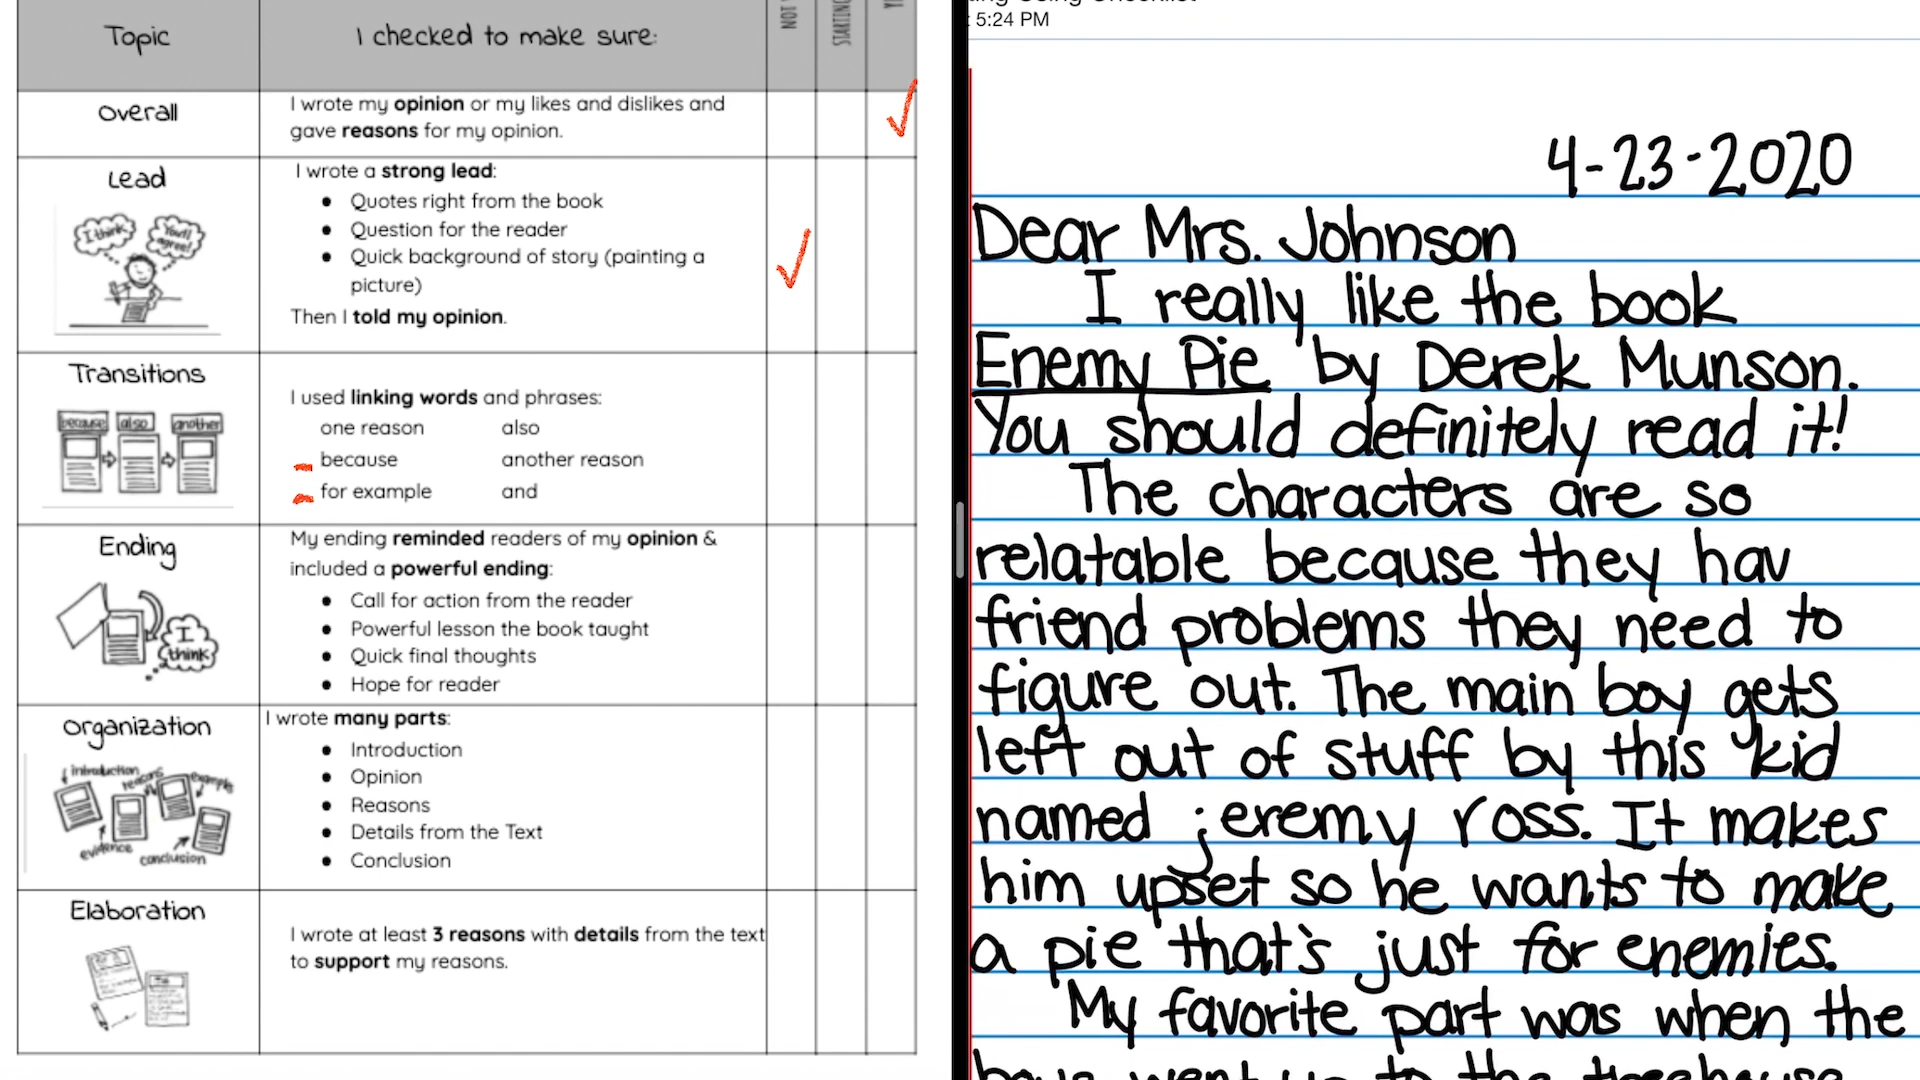 Topic
I checked to make sure:
NOT
STARTING
Overall
I wrote my opinion or my likes and dislikes and
gave reasons for my opinion.
Lead
I think
You'll
agree!
I wrote a strong lead:
Quotes right from the book
Question for the reader
Quick background of story (painting a
picture)
Then I told my opinion.
Transitions
because
also
another
I used linking words and phrases:
one reason
also
because
another reason
for example
and
Ending
I
think
My ending reminded readers of my opinion &
included a powerful ending:
Call for action from the reader
Powerful lesson the book taught
Quick final thoughts
Hope for reader
Organization
introduction
reasons
examples
evidence
conclusion
I wrote many parts:
Introduction
Opinion
Reasons
Details from the Text
Conclusion
Elaboration
I wrote at least 3 reasons with details from the text
to support my reasons.
5:24 PM
4-23-2020
Dear Mrs. Johnson
I really like the book
Enemy Pie by Derek Munson.
You should definitely read it!
The characters are so
relatable because they hav
friend problems they need to
figure out. The main boy gets
left out of stuff by this kid
named jeremy ross. It makes
him upset so he wants to make
a pie that's just for enemies.
My favorite part was when the
boys went up to the treehouse